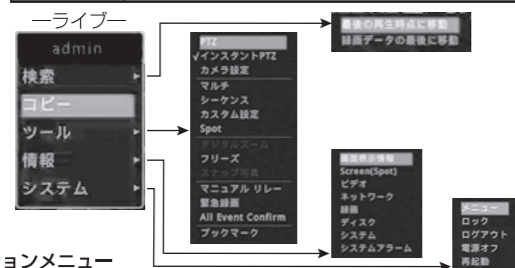 ―ライブ―
admin
検索
コピー
ツール
情報
システム
最後の再生時点に移動
録画データの最後に移動
PTZ
√インスタントPTZ
カメラ設定
マルチ
シーケンス
カスタム設定
Spot
デジタルズーム
フリーズ
スナップ写真
マニュアル リレー
緊急録画
All Event Confirm
ブックマーク
画面表示情報
Screen(Spot)
ビデオ
ネットワーク
録画
ディスク
システム
システムアラーム
メニュー
ロック
ログアウト
電源オフ
再起動
ョンメニュー